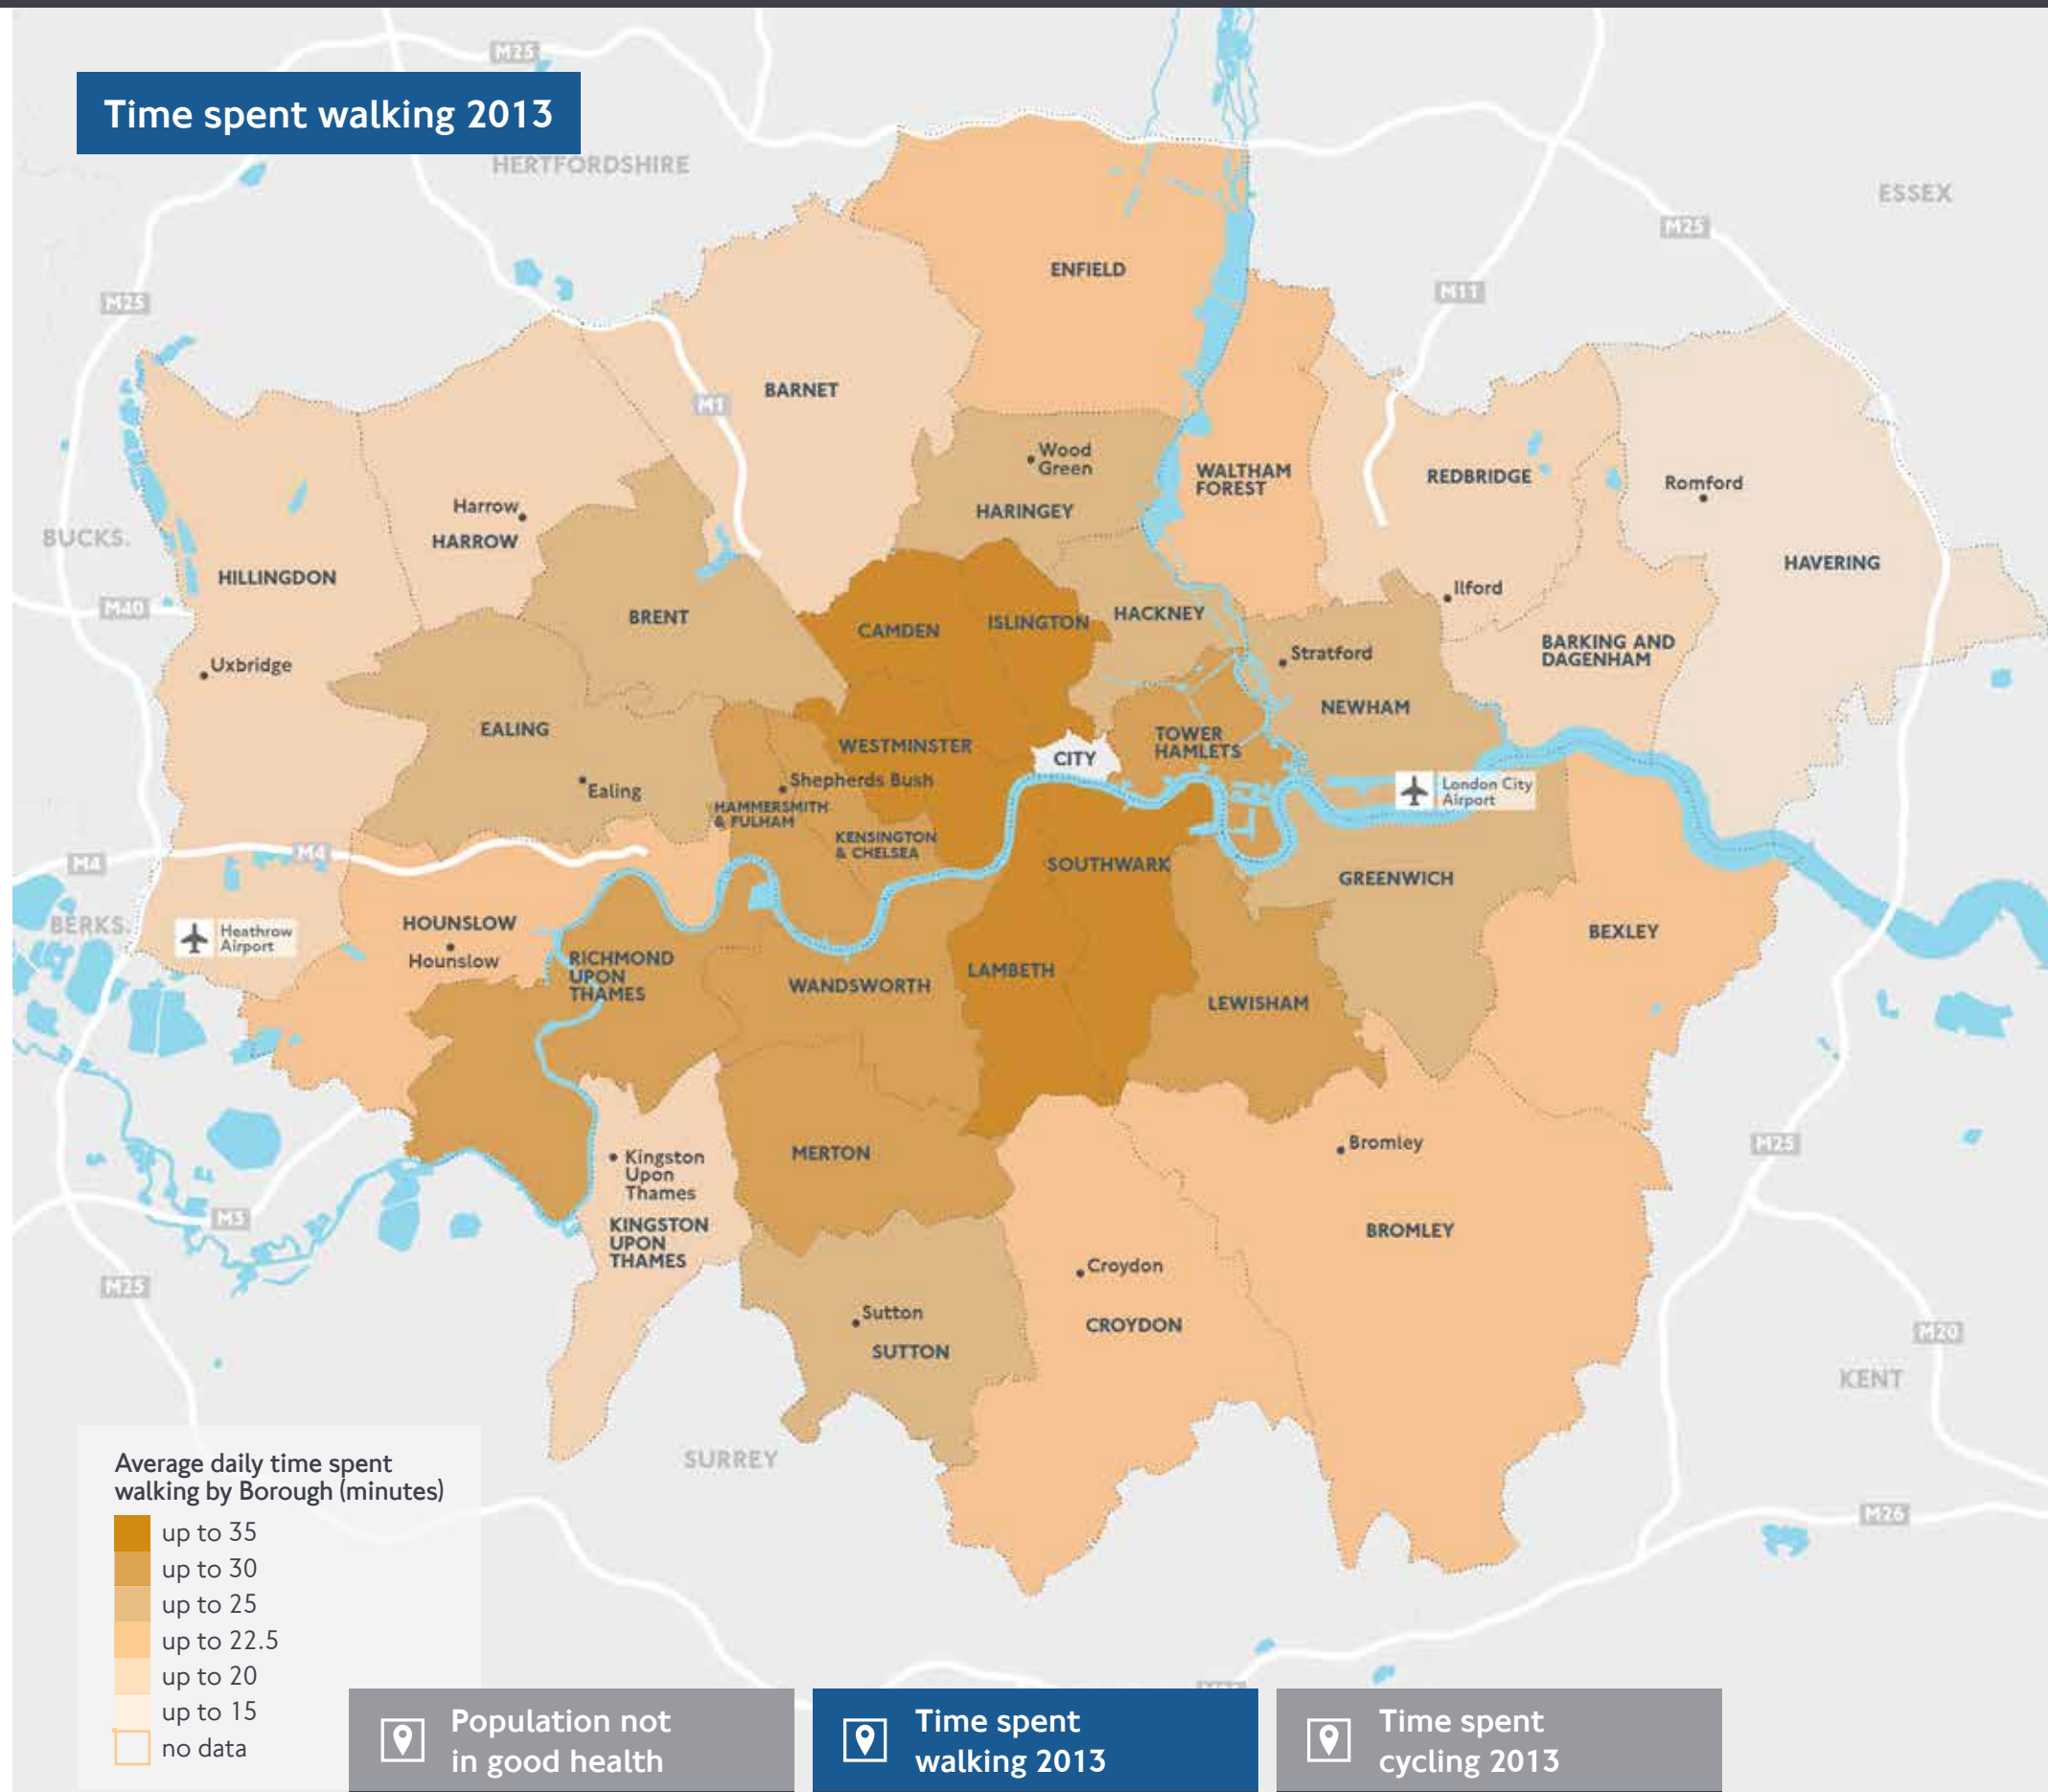 Time spent walking 2013
M25
HERTFORDSHIRE
ESSEX
M25
ENFIELD
M11
M25
BARNET
M1
Wood
Green
WALTHAM
FOREST
REDBRIDGE
Romford
Harrow
HARINGEY
HARROW
BUCKS.
HAVERING
HILLINGDON
Ilford
M40
BRENT
CAMDEN
ISLINGTON
HACKNEY
BARKING AND
DAGENHAM
Uxbridge
Stratford
NEWHAM
EALING
WESTMINSTER
CITY
TOWER
HAMLETS
Shepherds Bush
Ealing
London City
Airport
HAMMERSMITH
& FULHAM
KENSINGTON
& CHELSEA
M4
M4
SOUTHWARK
GREENWICH
BERKS.
Heathrow
Airport
HOUNSLOW
Hounslow
BEXLEY
RICHMOND
UPON
THAMES
WANDSWORTH
LAMBETH
LEWISHAM
Kingston
Upon
Thames
MERTON
Bromley
M25
M3
KINGSTON
UPON
THAMES
BROMLEY
M25
Croydon
Sutton
CROYDON
SUTTON
M20
KENT
SURREY
M26
Average daily time spent
walking by Borough (minutes)
up to 35
up to 30
up to 25
up to 22.5
up to 20
up to 15
no data
Population not
in good health
Time spent
walking 2013
Time spent
cycling 2013